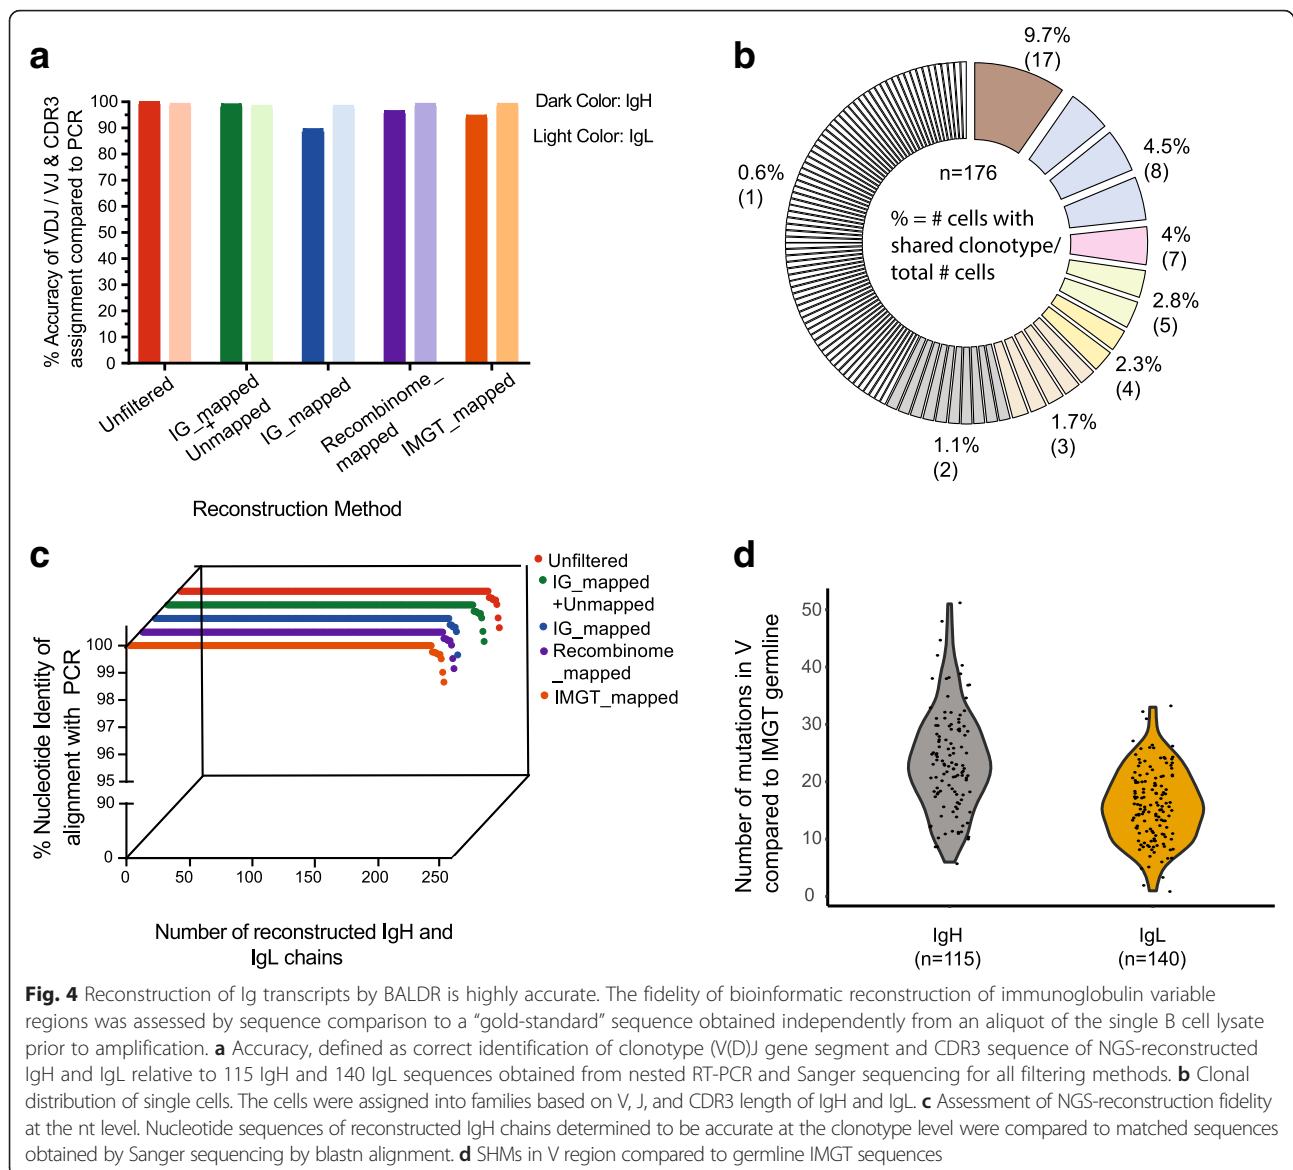 a
% Accuracy of VDJ / VJ & CDR3
assignment compared to PCR
100
90
80
70
60
50
40
30
20
10
0
Unfiltered
IG_mapped
+
Unmapped
IG_mapped
Recombinome_
mapped
IMGT_mapped
Reconstruction Method
Dark Color: IgH
Light Color: IgL
b
9.7%
(17)
4.5%
(8)
4%
(7)
2.8%
(5)
2.3%
(4)
1.7%
(3)
1.1%
(2)
0.6%
(1)
n=176
% = # cells with
shared clonotype/
total # cells
c
% Nucleotide Identity of
alignment with PCR
100
99
98
97
96
95
90
0
0
50
100
150
200
250
Number of reconstructed IgH and
IgL chains
Unfiltered
IG_mapped
+Unmapped
IG_mapped
Recombinome
_mapped
IMGT_mapped
d
Number of mutations in V
compared to IMGT germline
50
40
30
20
10
0
IgH
(n=115)
IgL
(n=140)
Fig. 4 Reconstruction of Ig transcripts by BALDR is highly accurate. The fidelity of bioinformatic reconstruction of immunoglobulin variable
regions was assessed by sequence comparison to a “gold-standard” sequence obtained independently from an aliquot of the single B cell lysate
prior to amplification. a Accuracy, defined as correct identification of clonotype (V(D)J gene segment and CDR3 sequence of NGS-reconstructed
IgH and IgL relative to 115 IgH and 140 IgL sequences obtained from nested RT-PCR and Sanger sequencing for all filtering methods. b Clonal
distribution of single cells. The cells were assigned into families based on V, J, and CDR3 length of IgH and IgL. c Assessment of NGS-reconstruction fidelity
at the nt level. Nucleotide sequences of reconstructed IgH chains determined to be accurate at the clonotype level were compared to matched sequences
obtained by Sanger sequencing by blastn alignment. d SHMs in V region compared to germline IMGT sequences